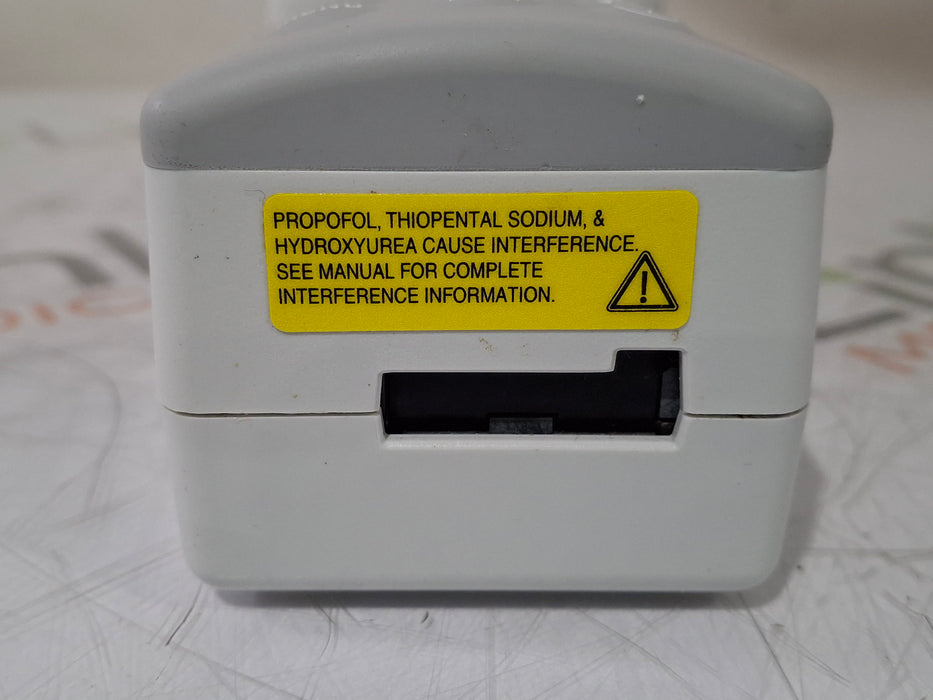 PROPOFOL, THIOPENTAL SODIUM, &
HYDROXYUREA CAUSE INTERFERENCE.
SEE MANUAL FOR COMPLETE
INTERFERENCE INFORMATION.